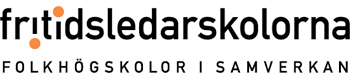 fritidsledarskolorna
FOLKHÖGSKOLOR I SAMVERKAN